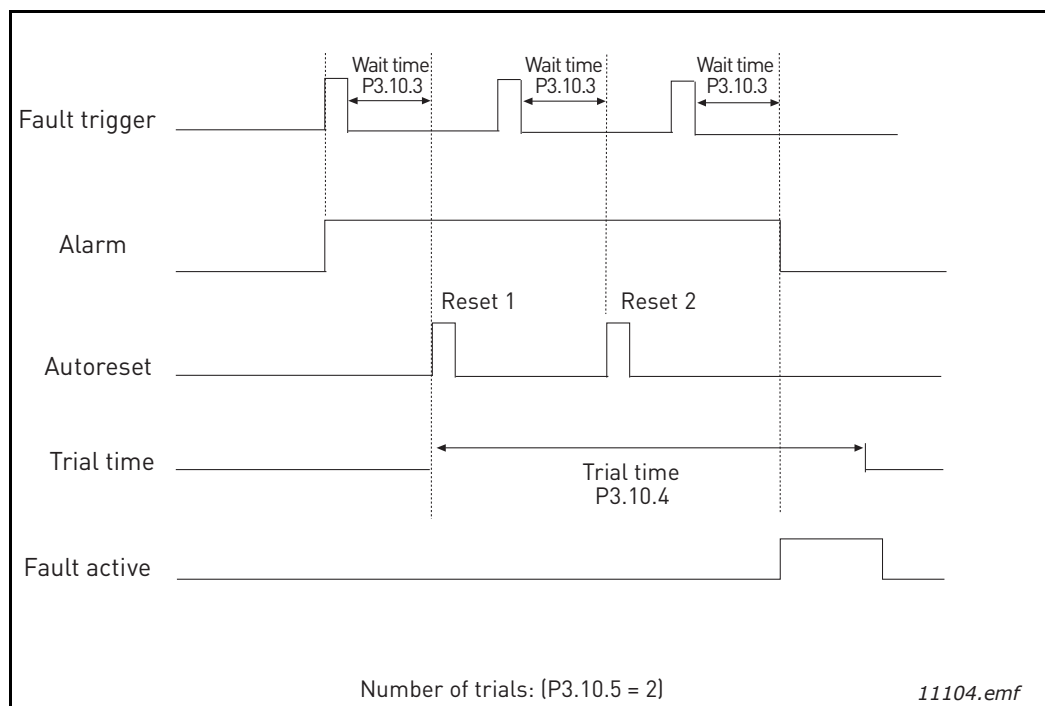 Wait time
P3.10.3
Wait time
P3.10.3
Wait time
P3.10.3
Fault trigger
Alarm
Reset 1
Reset 2
Autoreset
Trial time
Trial time
P3.10.4
Fault active
Number of trials: (P3.10.5 = 2)
11104.emf